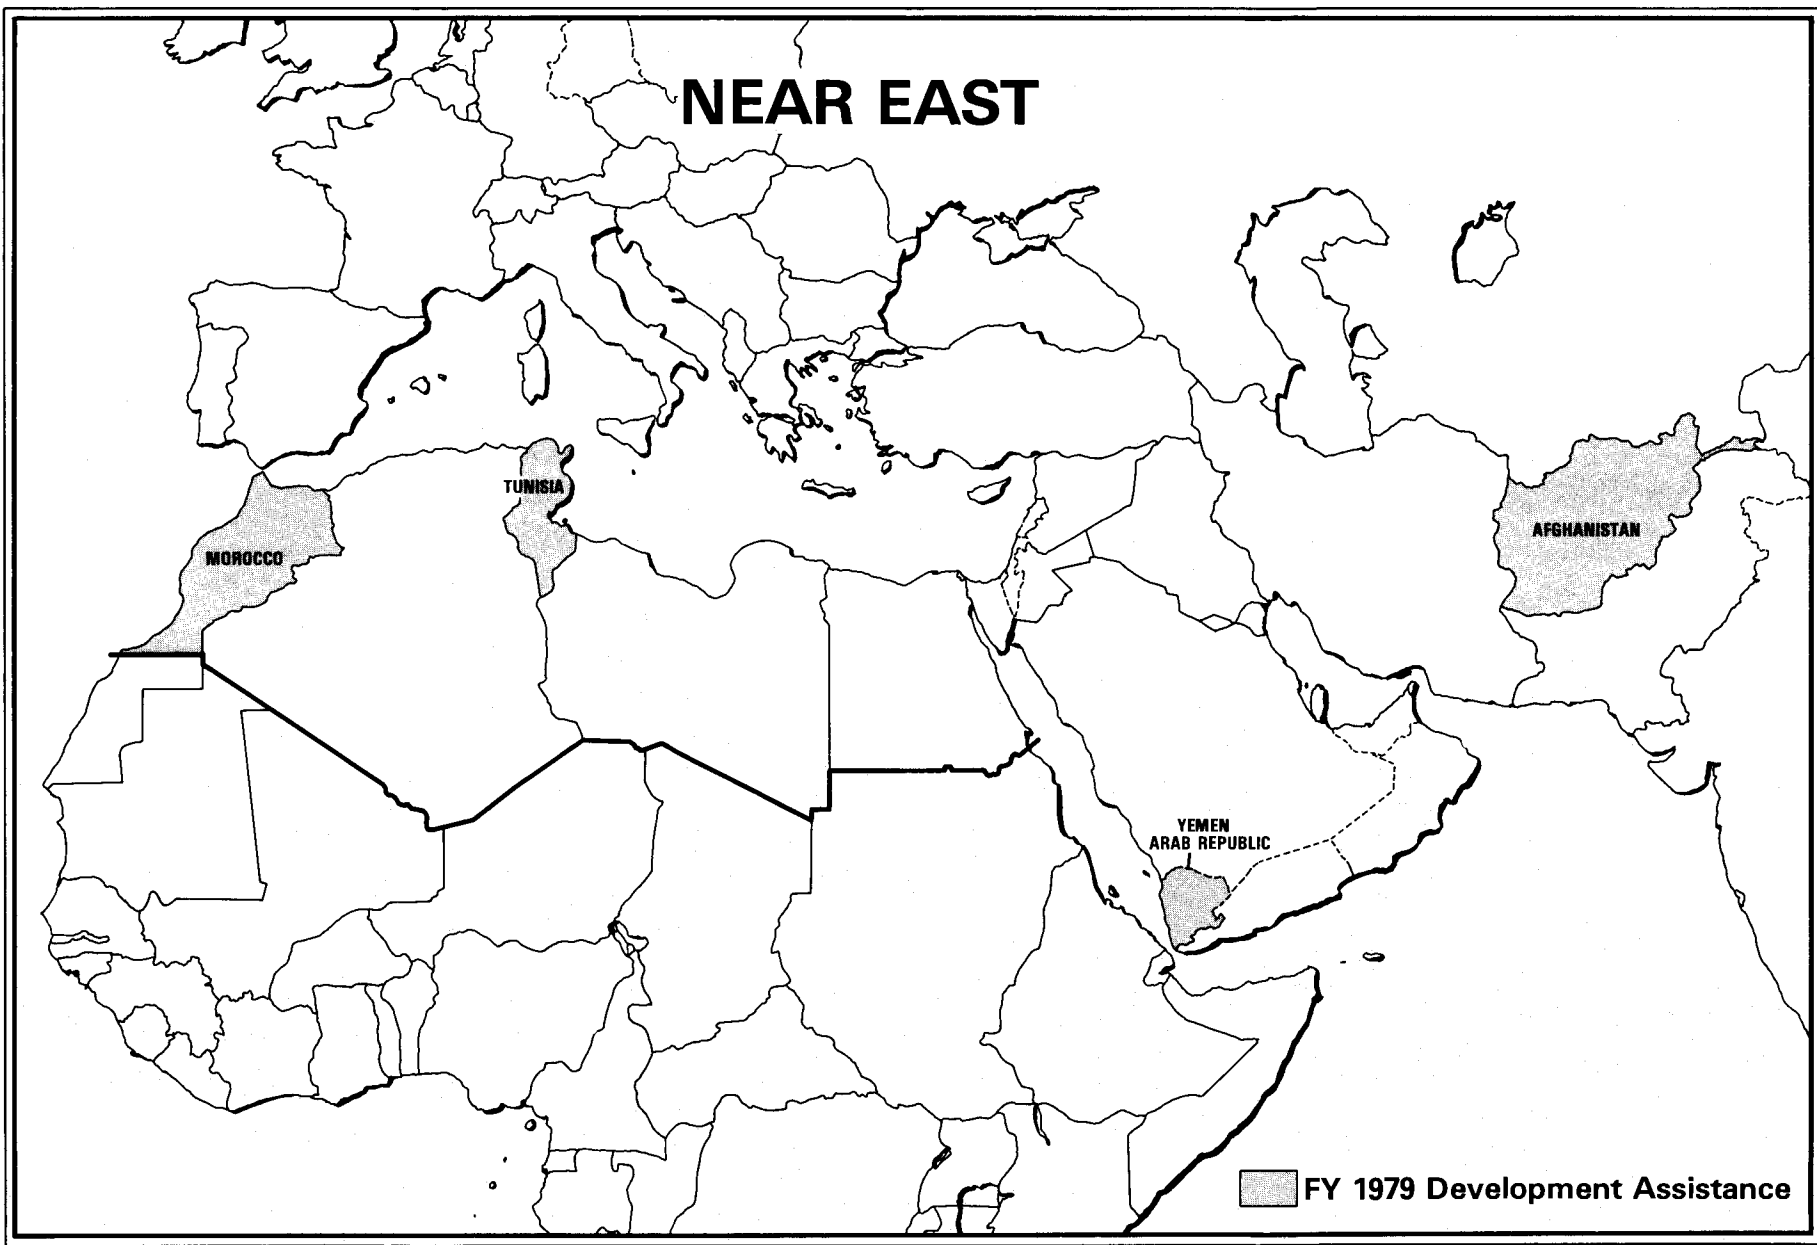 NEAR EAST
TUNISIA
MOROCCO
AFGHANISTAN
YEMEN
ARAB REPUBLIC
FY 1979 Development Assistance